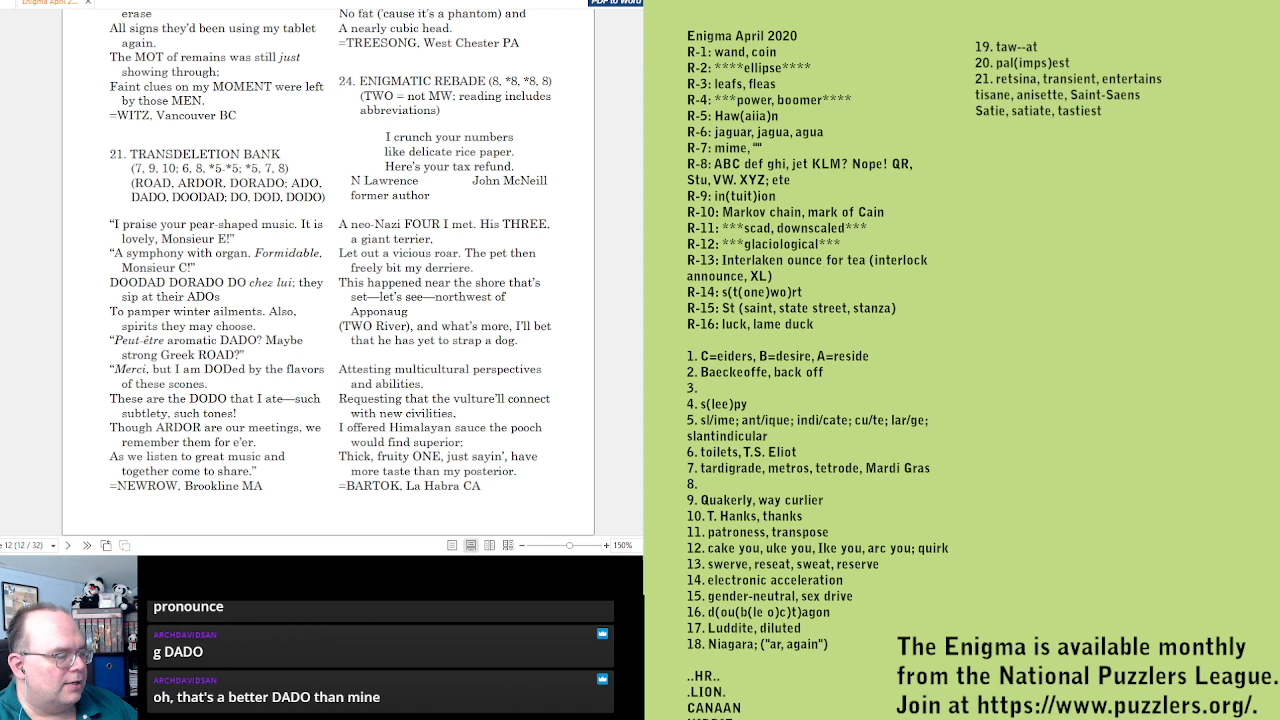 Enigma April 2...
PDF to Word
erase
All signs they'd been using my tablet
again.
The MOT of remains was still just
showing through;
Faint clues on my MOMENT were left
by those MEN.
=WITZ, Vancouver BC
21. TRANSDELETION BANK
(7, 9, 10; 6, 8, *5-*5; *5, 7, 8)
(ROAD, ARDOR, DORADO; ADO,
DADO, DOODAD; DO, DOD, DODO)
“I praise your pear-shaped music. It is
lovely, Monsieur E!”
“A symphony with organ. Formidable,
Monsieur C!”
DOODAD DORADO DO chez lui; they
sip at their ADOs
To pamper winter ailments. Also,
spirits they may choose.
“Peut-être aromatic DADO? Maybe
strong Greek ROAD?”
“Merci, but I am DODed by the flavors
of these scones.
These are the DODO that I ate—such
subtlety, such tones!
Though ARDOR are our meetings, we
remember them for e'er.
As we listen to great music and
together come to share.”
=NEWROW, Brookline MA
No fat ('cause it's a phantom) and
A nearly cubic head.
=TREESONG, West Chester PA
24. ENIGMATIC REBADE (8, *8, *8, 8)
(TWO = not MW; reading includes
abbreviations)
I crunch your numbers
like delicate rice paper.
Here's your tax refund.
N Lawrence John McNeill
former author
A neo-Nazi FOUR I met. His THREE,
a giant terrier,
Let out a vicious roar. The pet then
freely bit my derriere.
This happened near the shore that's
set—let's see—northwest of
Apponaug
(TWO River), and what's more, I'll bet
that he has yet to strap a dog.
Attesting multicultural perspectives
and abilities,
Requesting that the vulture'll connect
with new civilities,
I offered Himalayan sauce the pooch
would find superior;
Thick, fruity ONE, just sayin', have
more taste than my posterior.
=BARTOK, La Habra CA
12 (12 / 32)
150%
pronounce
ARCHDAVIDSAN
g DADO
ARCHDAVIDSAN
oh, that's a better DADO than mine
Enigma April 2020
R-1: wand, coin
R-2: ****ellipse****
R-3: leafs, fleas
R-4: ***power, boomer****
R-5: Haw(aiia)n
R-6: jaguar, jagua, agua
R-7: mime, ""
R-8: ABC def ghi, jet KLM? Nope! QR,
Stu, VW. XYZ; ete
R-9: in(tuit)ion
R-10: Markov chain, mark of Cain
R-11: ***scad, downscaled***
R-12: ***glaciological***
R-13: Interlaken ounce for tea (interlock
announce, XL)
R-14: s(t(one)wo)rt
R-15: St (saint, state street, stanza)
R-16: luck, lame duck
1. C=eiders, B=desire, A=reside
2. Baeckeoffe, back off
3.
4. s(lee)py
5. sl/ime; ant/ique; indi/cate; cu/te; lar/ge;
slantindicular
6. toilets, T.S. Eliot
7. tardigrade, metros, tetrode, Mardi Gras
8.
9. Quakerly, way curlier
10. T. Hanks, thanks
11. patroness, transpose
12. cake you, uke you, Ike you, arc you; quirk
13. swerve, reseat, sweat, reserve
14. electronic acceleration
15. gender-neutral, sex drive
16. d(ou(b(le o)c)t)agon
17. Luddite, diluted
18. Niagara; ("ar, again")
..HR..
.LION.
CANAAN
19. taw--at
20. pal(imps)est
21. retsina, transient, entertains
tisane, anisette, Saint-Saens
Satie, satiate, tastiest
The Enigma is available monthly
from the National Puzzlers League.
Join at https://www.puzzlers.org/.